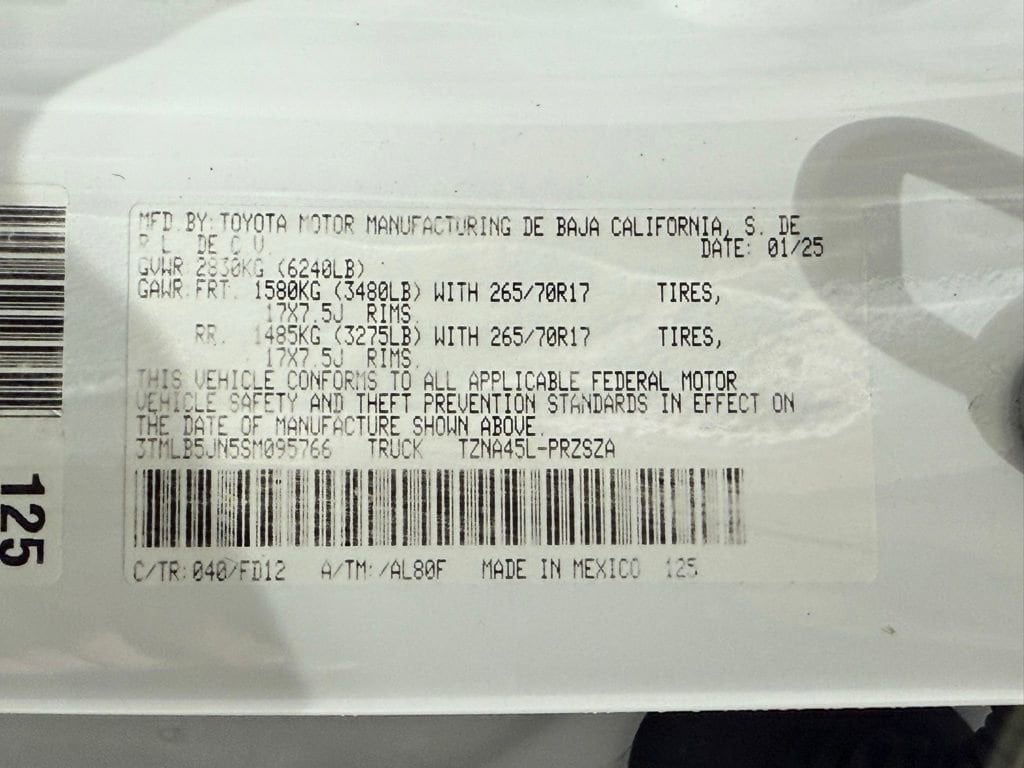 MFD. BY: TOYOTA MOTOR MANUFACTURING DE BAJA CALIFORNIA, S. DE
R.L. DE C.V. DATE: 01/25
GVWR 2830KG (6240LB)
GAWR FRT. 1580KG (3480LB) WITH 265/70R17 TIRES,
17X7.5J RIMS
RR. 1485KG (3275LB) WITH 265/70R17 TIRES,
17X7.5J RIMS
THIS VEHICLE CONFORMS TO ALL APPLICABLE FEDERAL MOTOR
VEHICLE SAFETY AND THEFT PREVENTION STANDARDS IN EFFECT ON
THE DATE OF MANUFACTURE SHOWN ABOVE.
3TMLB5JN5SM095766 TRUCK TZNA45L-PRZSZA
C/TR: 040/FD12 A/TM: /AL80F MADE IN MEXICO 125
125